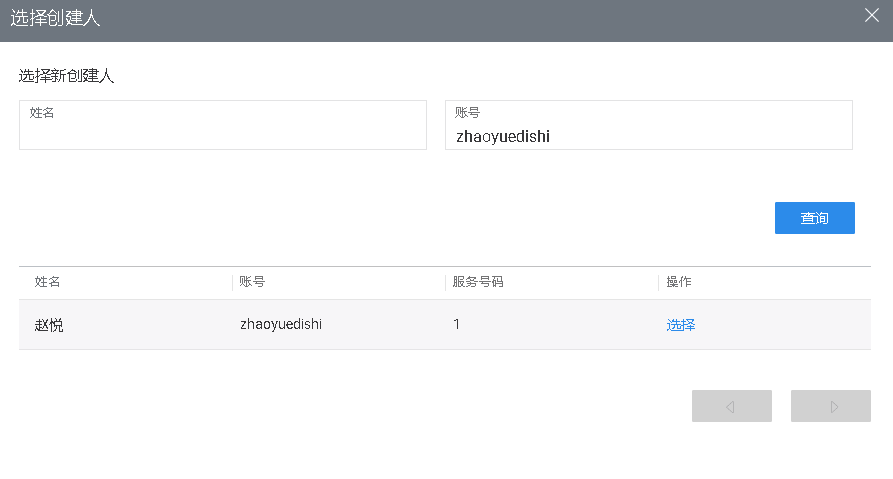 选择创建人
选择新创建人
姓名
账号
zhaoyuedishi
查询
姓名 账号 服务号码 操作
赵悦 zhaoyuedishi 1 选择